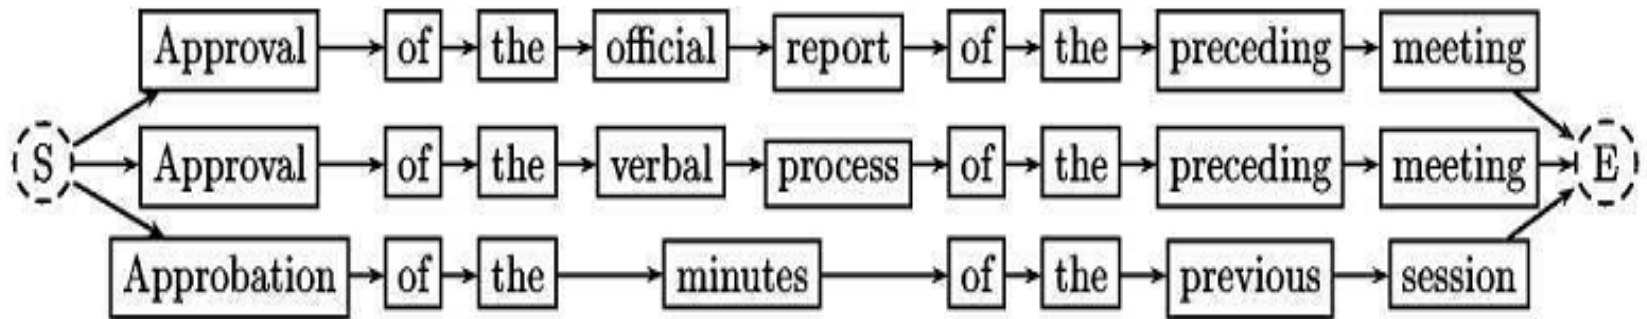 Approval of the official report of the preceding meeting
S Approval of the verbal process of the preceding meeting E
Approbation of the minutes of the previous session